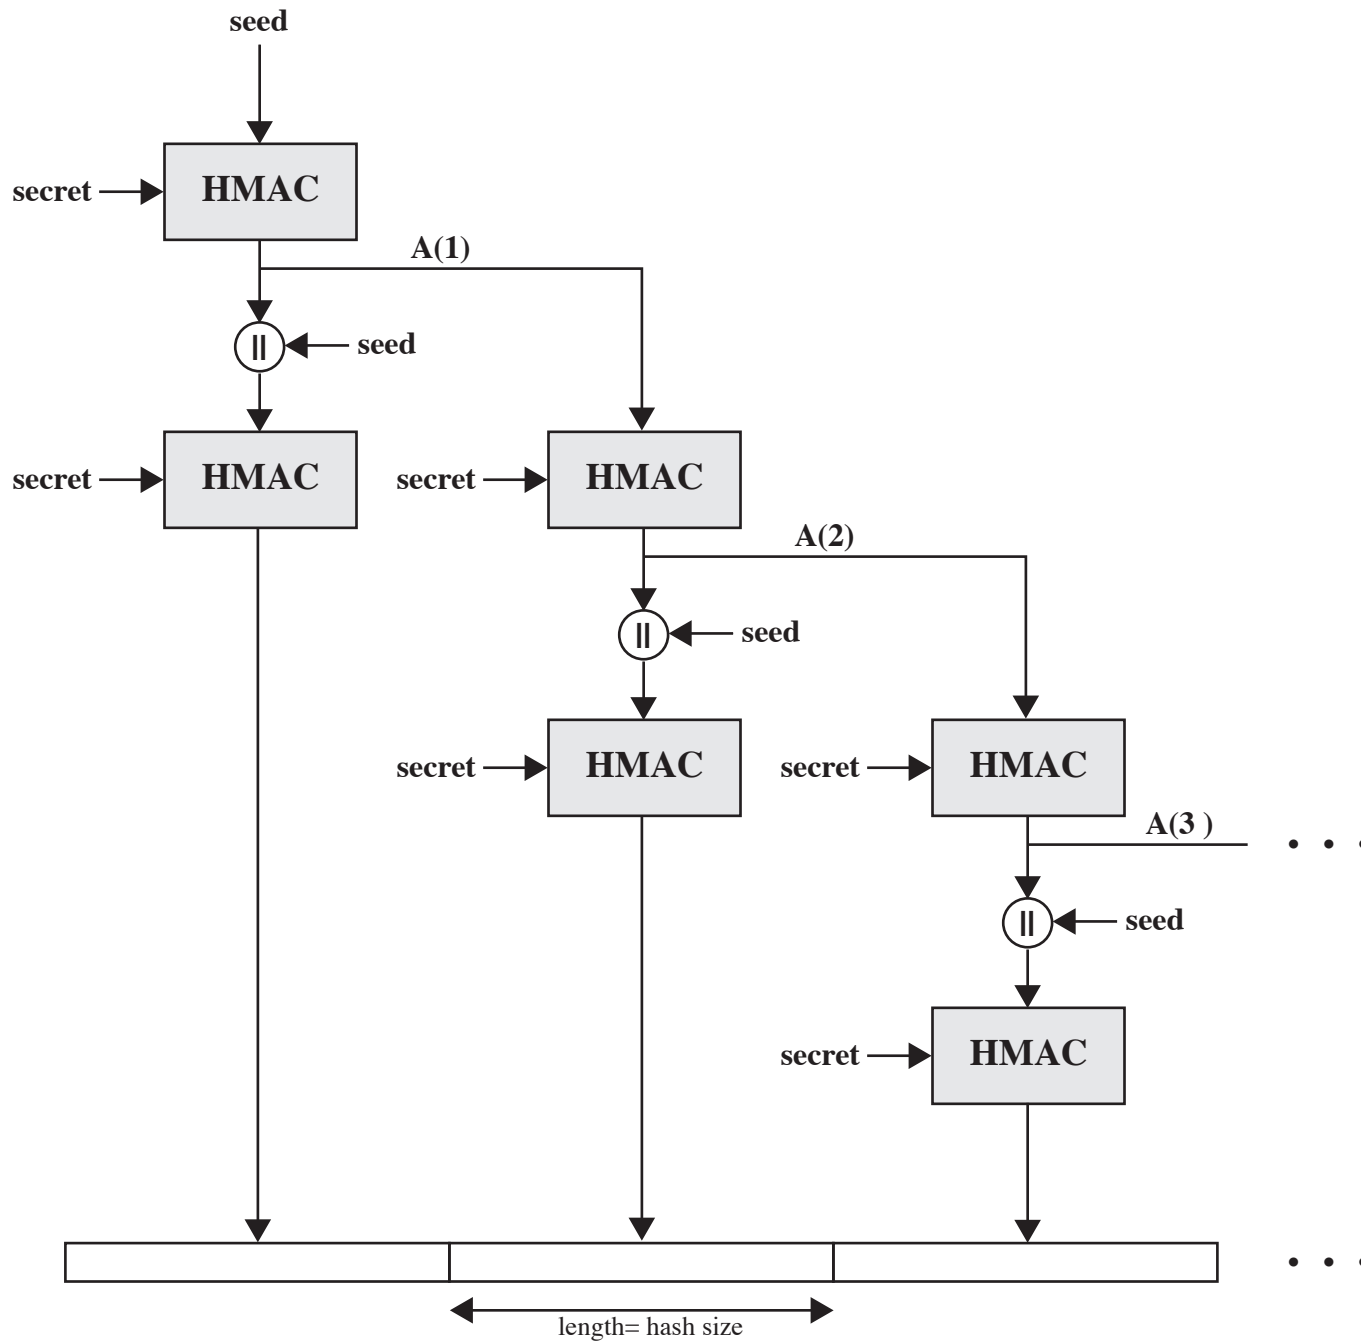 seed
secret
HMAC
A(1)
||
seed
secret
HMAC
secret
HMAC
A(2)
||
seed
secret
HMAC
secret
HMAC
A(3 )
• • •
||
seed
secret
HMAC
• • •
length= hash size